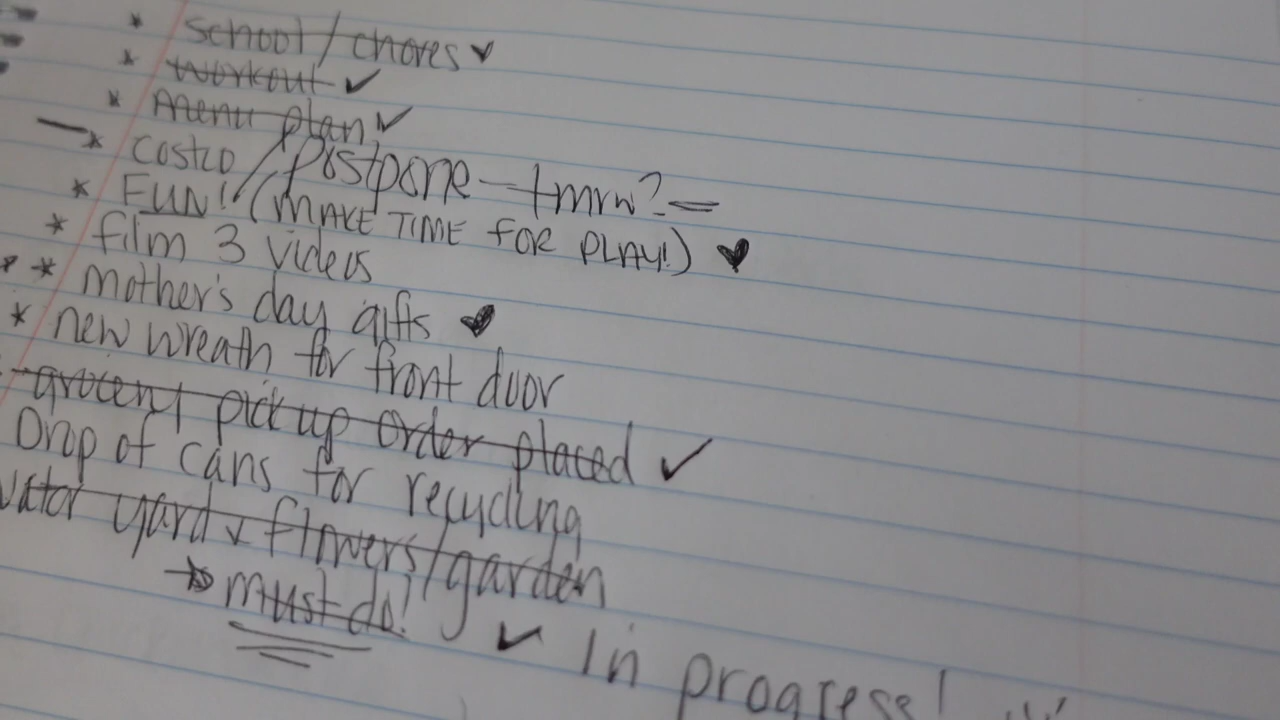 * School / chores ✓
* Workout ✓
* Menu plan ✓
* Costco / Postpone - tmrw? =
* FUN!! (MAKE TIME FOR PLAY!) ♥
* film 3 videos
* mother's day gifts ♥
* new wreath for front door
grocery pick up order placed ✓
Drop of cans for recycling
water yard & flowers/garden
→ must do!
✓ In progress!